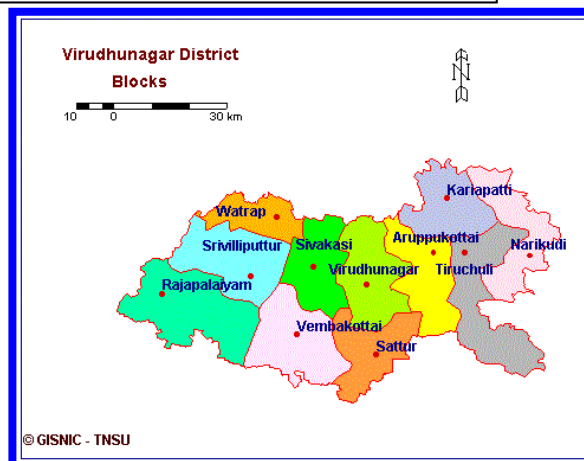 Virudhunagar District
Blocks
10 0 30 km
N
Kariapatti
Watrap
Srivilliputtur
Sivakasi
Aruppukottai
Narikudi
Virudhunagar
Tiruchuli
Rajapalaiyam
Vembakottai
Sattur
© GISNIC - TNSU